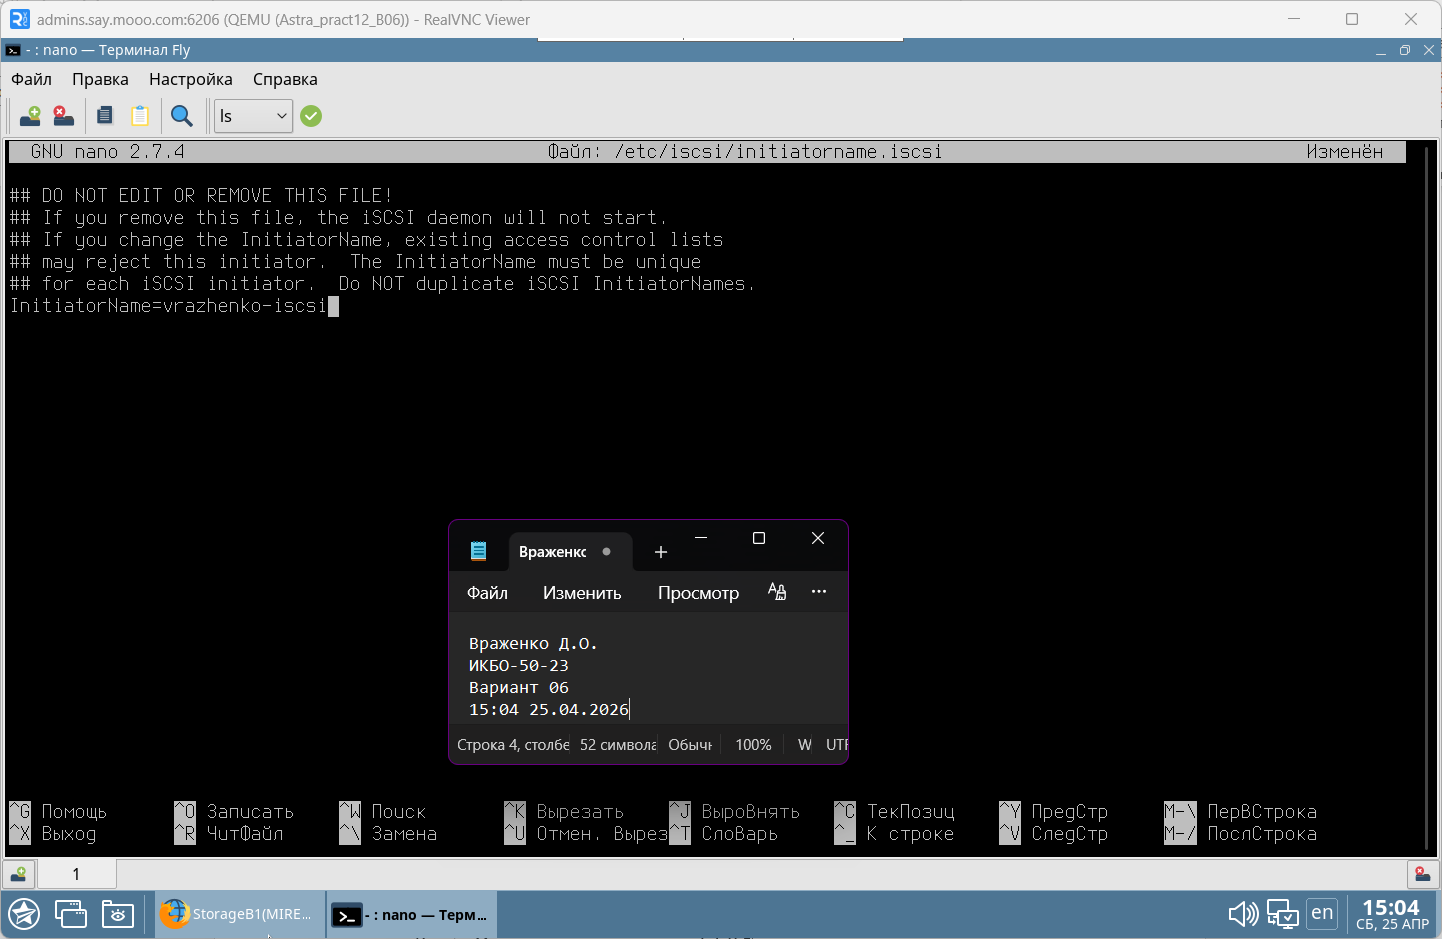 admins.say.mooo.com:6206 (QEMU (Astra_pract12_B06)) - RealVNC Viewer
- : nano — Терминал Fly
Файл Правка Настройка Справка
ls
GNU nano 2.7.4 Файл: /etc/iscsi/initiatorname.iscsi Изменён
## DO NOT EDIT OR REMOVE THIS FILE!
## If you remove this file, the iSCSI daemon will not start.
## If you change the InitiatorName, existing access control lists
## may reject this initiator.  The InitiatorName must be unique
## for each iSCSI initiator.  Do NOT duplicate iSCSI InitiatorNames.
InitiatorName=vrazhenko-iscsi
Враженко
Файл Изменить Просмотр
Враженко Д.О.
ИКБО-50-23
Вариант 06
15:04 25.04.2026
Строка 4, столбе 52 символа Обычн 100% W UTF
^G Помощь ^O Записать ^W Поиск ^K Вырезать ^J Выровнять ^C ТекПозиц ^Y ПредСтр M-\ ПервСтрока
^X Выход ^R ЧитФайл ^\ Замена ^U Отмен. Вырез ^T Словарь ^_ К строке ^V СледСтр M-/ ПослСтрока
1
StorageB1(MIRE... - : nano — Терм... en 15:04
СБ, 25 АПР